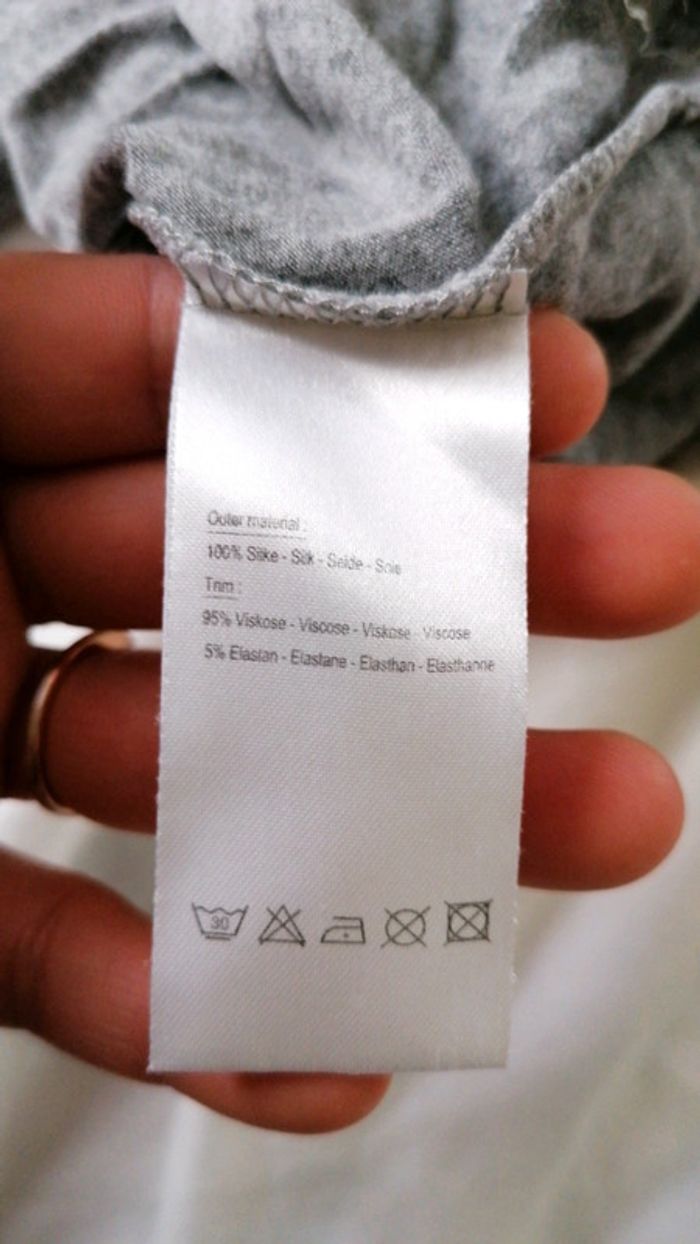 Outer material :
100% Silke - Silk - Seide - Soie
Trim :
95% Viskose - Viscose - Viskose - Viscose
5% Elastan - Elastane - Elasthan - Elasthanne
30